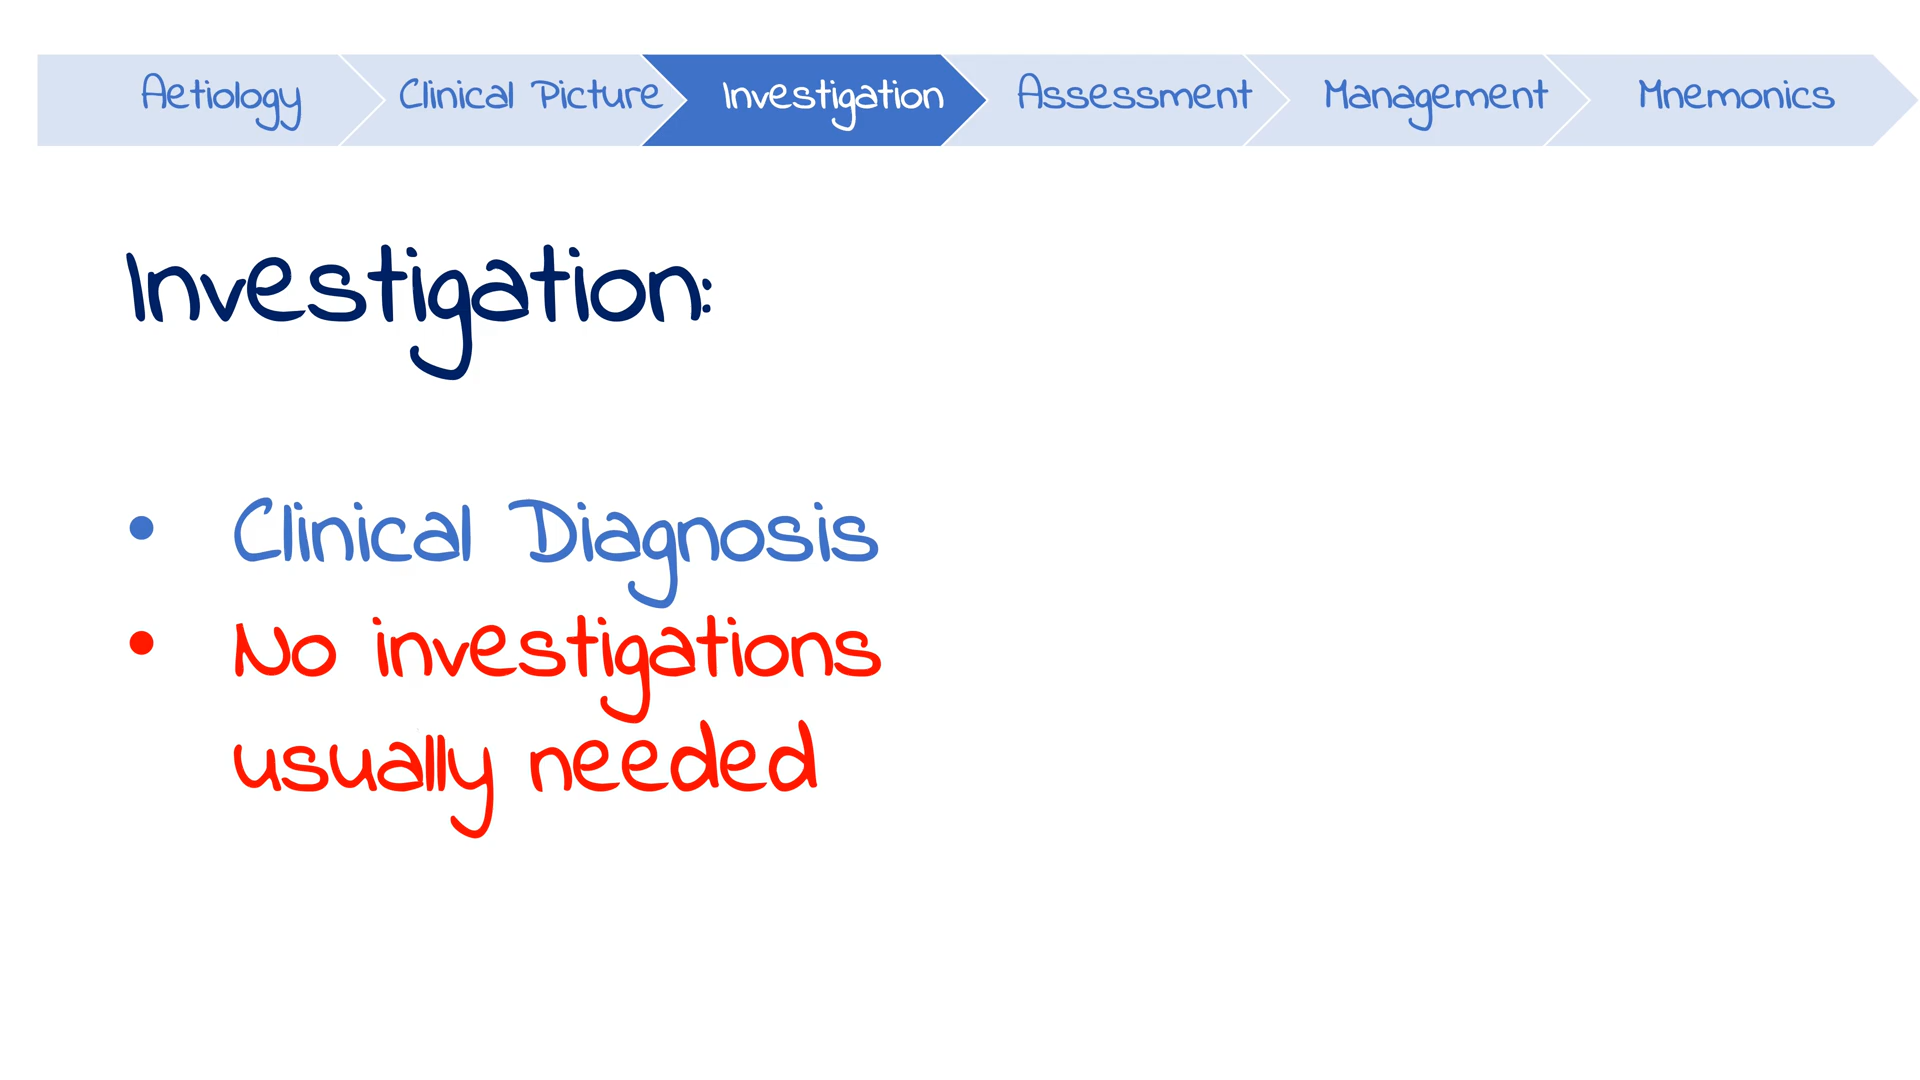 Aetiology
Clinical Picture
Investigation
Assessment
Management
Mnemonics
Investigation:
• Clinical Diagnosis
• No investigations
usually needed